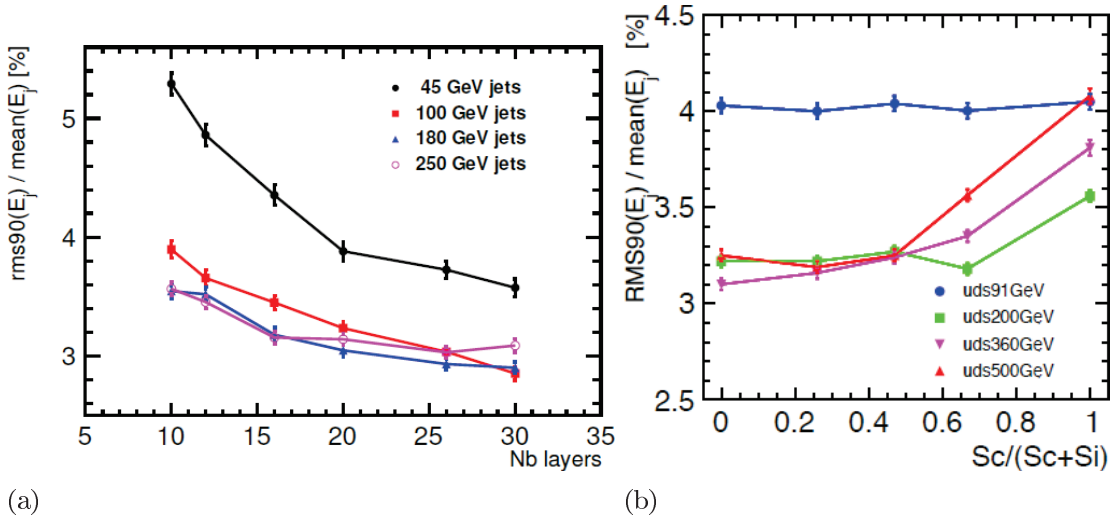 rms90(E_j) / mean(E_j) [%]
5
4
3
45 GeV jets
100 GeV jets
180 GeV jets
250 GeV jets
5 10 15 20 25 30 35
Nb layers
(a)
RMS90(E_j) / mean(E_j) [%]
4.5
4
3.5
3
2.5
uds91GeV
uds200GeV
uds360GeV
uds500GeV
0 0.2 0.4 0.6 0.8 1
Sc/(Sc+Si)
(b)